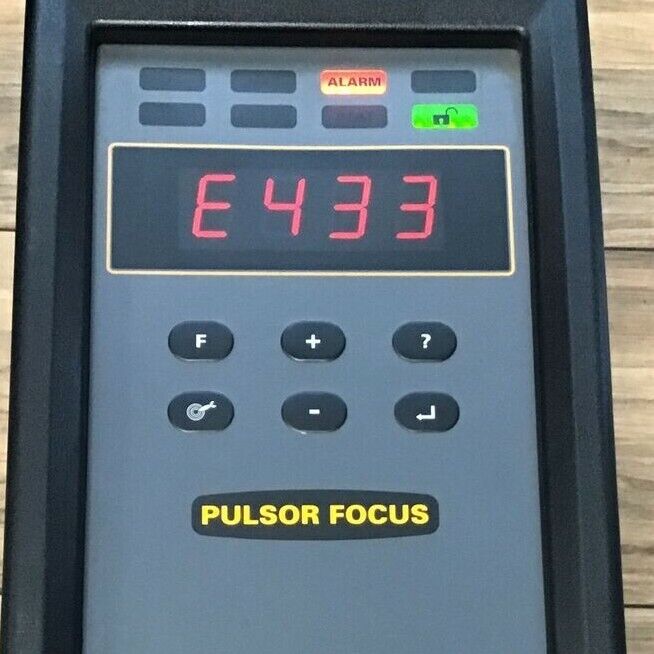 ALARM
E433
F + ?
-
PULSOR FOCUS